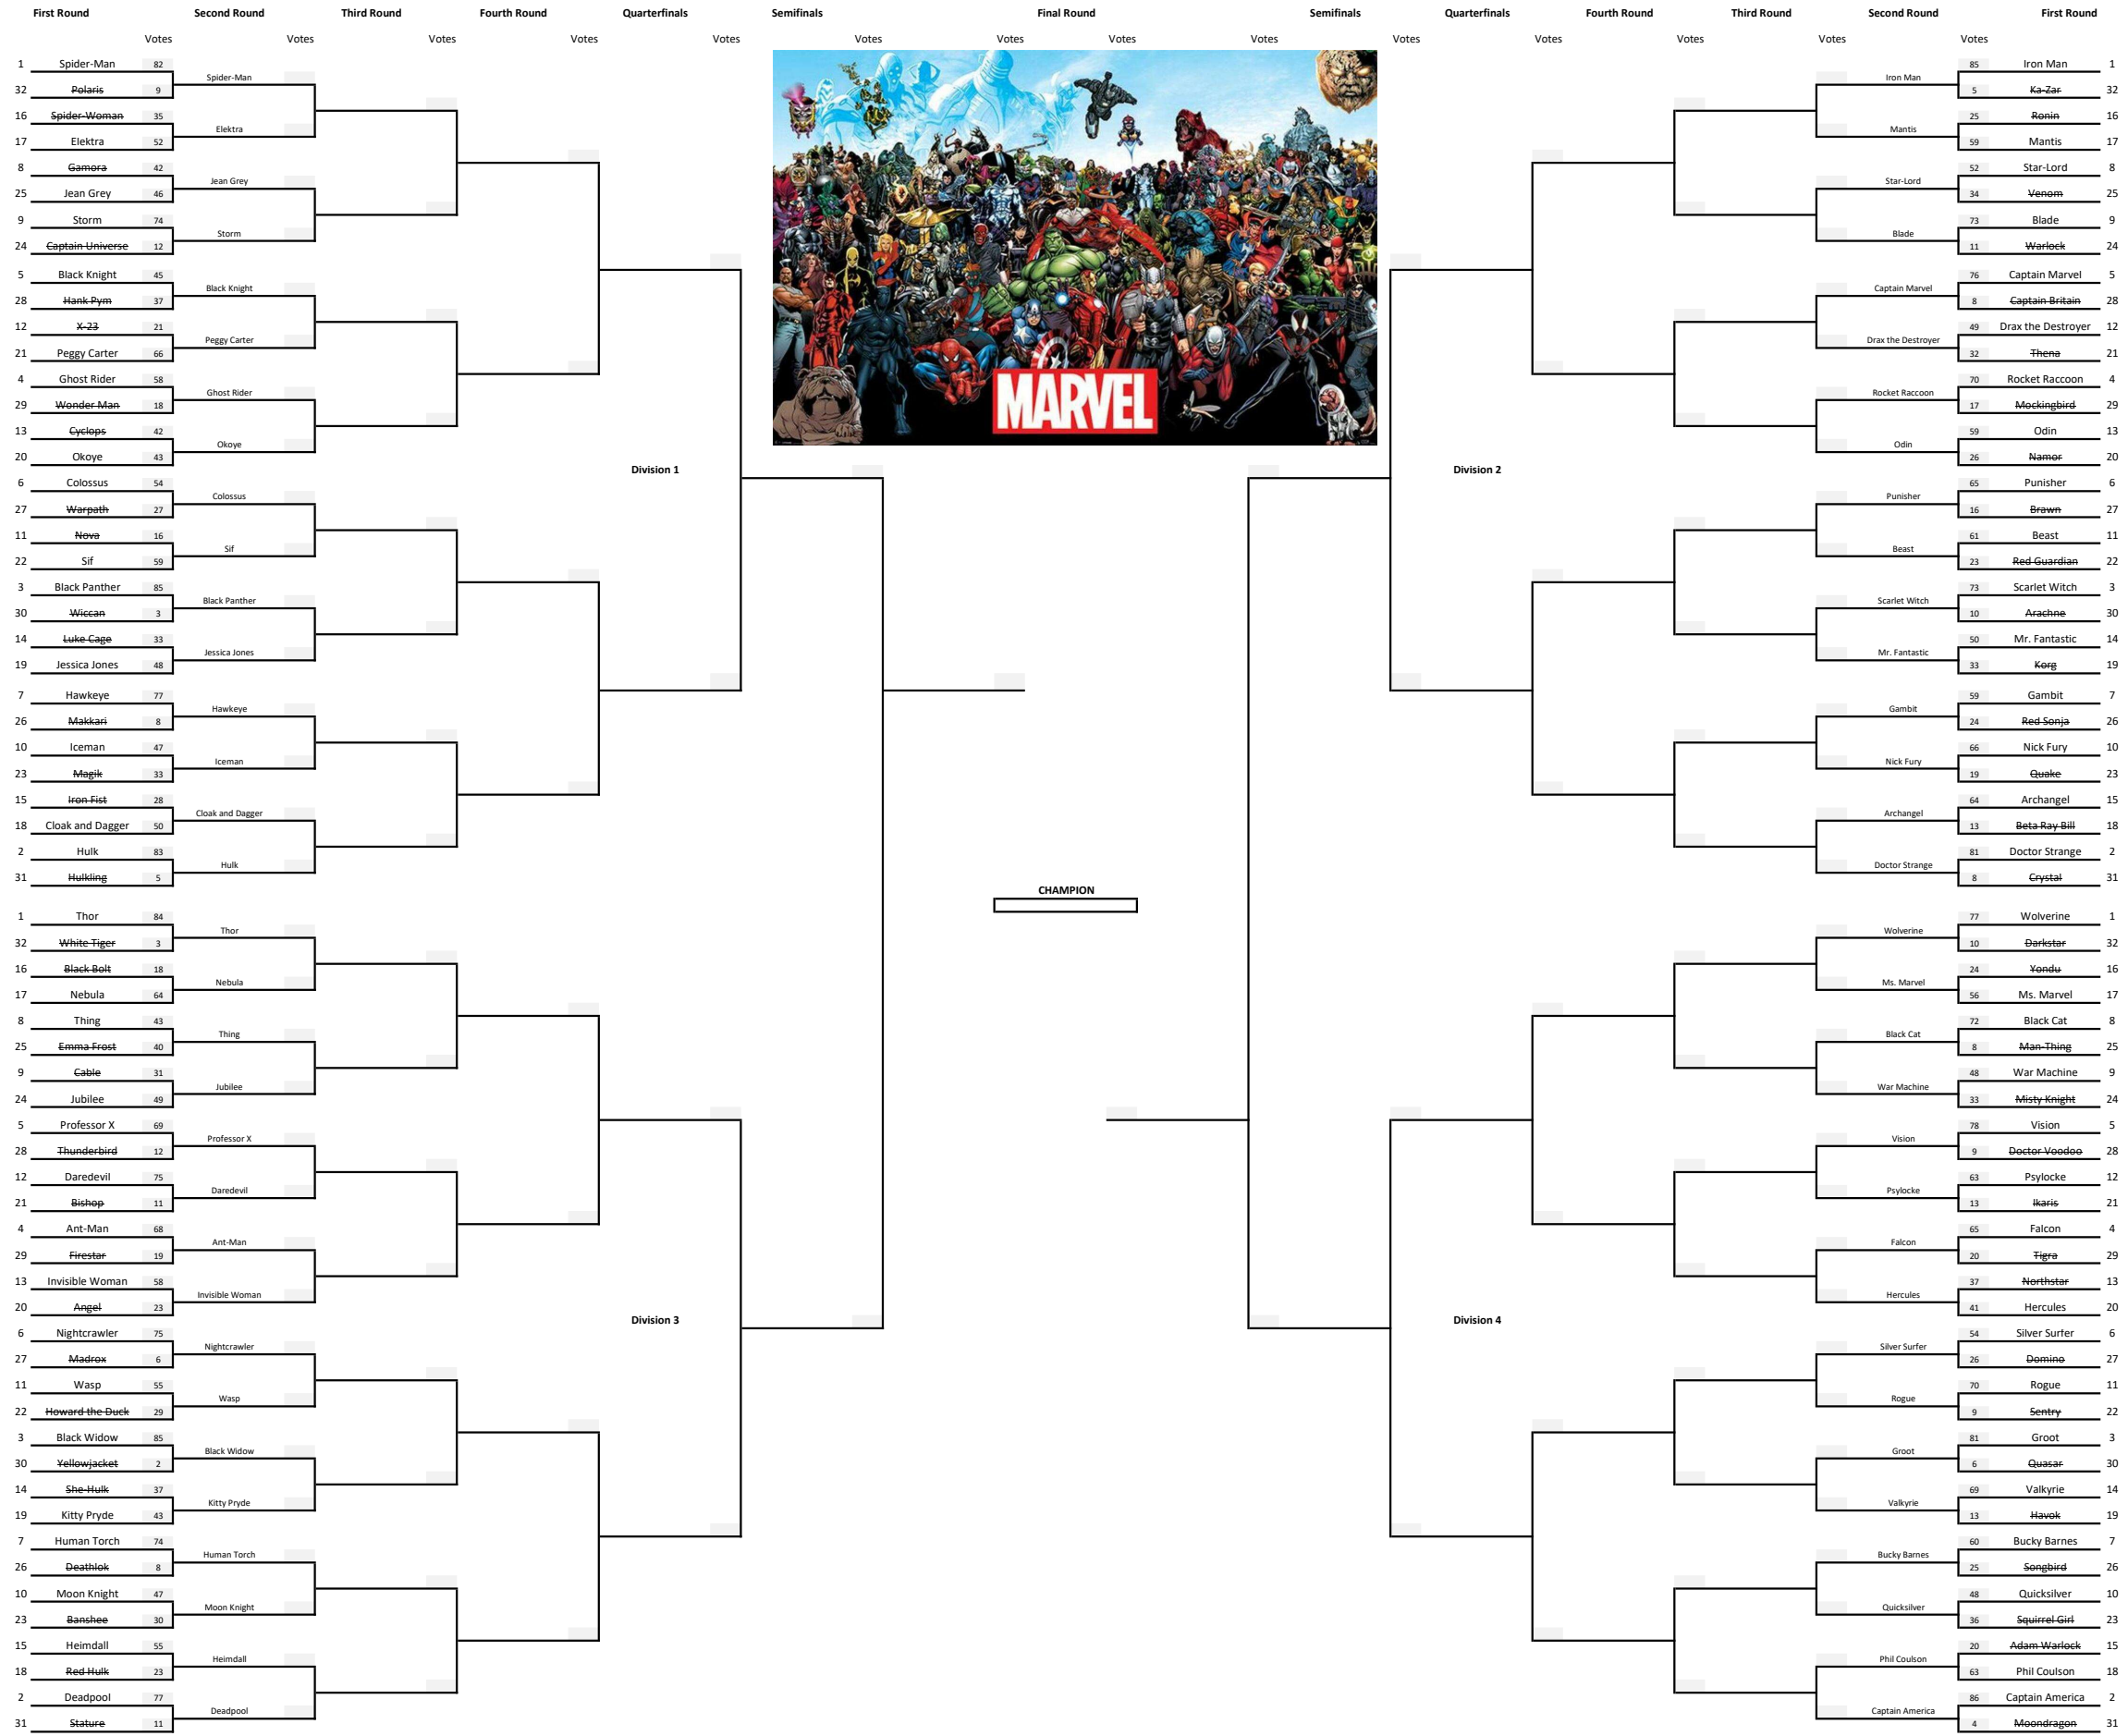 First Round Second Round Third Round Fourth Round Quarterfinals Semifinals Final Round Semifinals Quarterfinals Fourth Round Third Round Second Round First Round
Votes Votes Votes Votes Votes Votes Votes Votes Votes Votes Votes Votes Votes Votes
1 Spider-Man 82
Spider-Man
32 Polaris 9
16 Spider-Woman 35
Elektra
17 Elektra 52
8 Gamora 42
Jean Grey
25 Jean Grey 46
9 Storm 74
Storm
24 Captain Universe 12
5 Black Knight 45
Black Knight
28 Hank Pym 37
12 X-23 21
Peggy Carter
21 Peggy Carter 66
4 Ghost Rider 58
Ghost Rider
29 Wonder Man 18
13 Cyclops 42
Okoye
20 Okoye 43
Division 1
6 Colossus 54
Colossus
27 Warpath 27
11 Nova 16
Sif
22 Sif 59
3 Black Panther 85
Black Panther
30 Wiccan 3
14 Luke Cage 33
Jessica Jones
19 Jessica Jones 48
7 Hawkeye 77
Hawkeye
26 Makkari 8
10 Iceman 47
Iceman
23 Magik 33
15 Iron Fist 28
Cloak and Dagger
18 Cloak and Dagger 50
2 Hulk 83
Hulk
31 Hulkling 5
1 Thor 84
Thor
32 White Tiger 3
16 Black Bolt 18
Nebula
17 Nebula 64
8 Thing 43
Thing
25 Emma Frost 40
9 Cable 31
Jubilee
24 Jubilee 49
5 Professor X 69
Professor X
28 Thunderbird 12
12 Daredevil 75
Daredevil
21 Bishop 11
4 Ant-Man 68
Ant-Man
29 Firestar 19
13 Invisible Woman 58
Invisible Woman
20 Angel 23
Division 3
6 Nightcrawler 75
Nightcrawler
27 Madrox 6
11 Wasp 55
Wasp
22 Howard the Duck 29
3 Black Widow 85
Black Widow
30 Yellowjacket 2
14 She-Hulk 37
Kitty Pryde
19 Kitty Pryde 43
7 Human Torch 74
Human Torch
26 Deathlok 8
10 Moon Knight 47
Moon Knight
23 Banshee 30
15 Heimdall 55
Heimdall
18 Red Hulk 23
2 Deadpool 77
Deadpool
31 Stature 11
MARVEL
CHAMPION
85 Iron Man 1
Iron Man
5 Ka-Zar 32
25 Ronin 16
Mantis
59 Mantis 17
52 Star-Lord 8
Star-Lord
34 Venom 25
73 Blade 9
Blade
11 Warlock 24
76 Captain Marvel 5
Captain Marvel
8 Captain Britain 28
49 Drax the Destroyer 12
Drax the Destroyer
32 Thena 21
70 Rocket Raccoon 4
Rocket Raccoon
17 Mockingbird 29
59 Odin 13
Odin
26 Namor 20
Division 2
65 Punisher 6
Punisher
16 Brawn 27
61 Beast 11
Beast
23 Red Guardian 22
73 Scarlet Witch 3
Scarlet Witch
10 Arachne 30
50 Mr. Fantastic 14
Mr. Fantastic
33 Korg 19
59 Gambit 7
Gambit
24 Red Sonja 26
66 Nick Fury 10
Nick Fury
19 Quake 23
64 Archangel 15
Archangel
13 Beta Ray Bill 18
81 Doctor Strange 2
Doctor Strange
8 Crystal 31
77 Wolverine 1
Wolverine
10 Darkstar 32
24 Yondu 16
Ms. Marvel
56 Ms. Marvel 17
72 Black Cat 8
Black Cat
8 Man-Thing 25
48 War Machine 9
War Machine
33 Misty Knight 24
78 Vision 5
Vision
9 Doctor Voodoo 28
63 Psylocke 12
Psylocke
13 Ikaris 21
65 Falcon 4
Falcon
20 Tigra 29
37 Northstar 13
Hercules
41 Hercules 20
Division 4
54 Silver Surfer 6
Silver Surfer
26 Domino 27
70 Rogue 11
Rogue
9 Sentry 22
81 Groot 3
Groot
6 Quasar 30
69 Valkyrie 14
Valkyrie
13 Havok 19
60 Bucky Barnes 7
Bucky Barnes
25 Songbird 26
48 Quicksilver 10
Quicksilver
36 Squirrel Girl 23
20 Adam Warlock 15
Phil Coulson
63 Phil Coulson 18
86 Captain America 2
Captain America
4 Moondragon 31